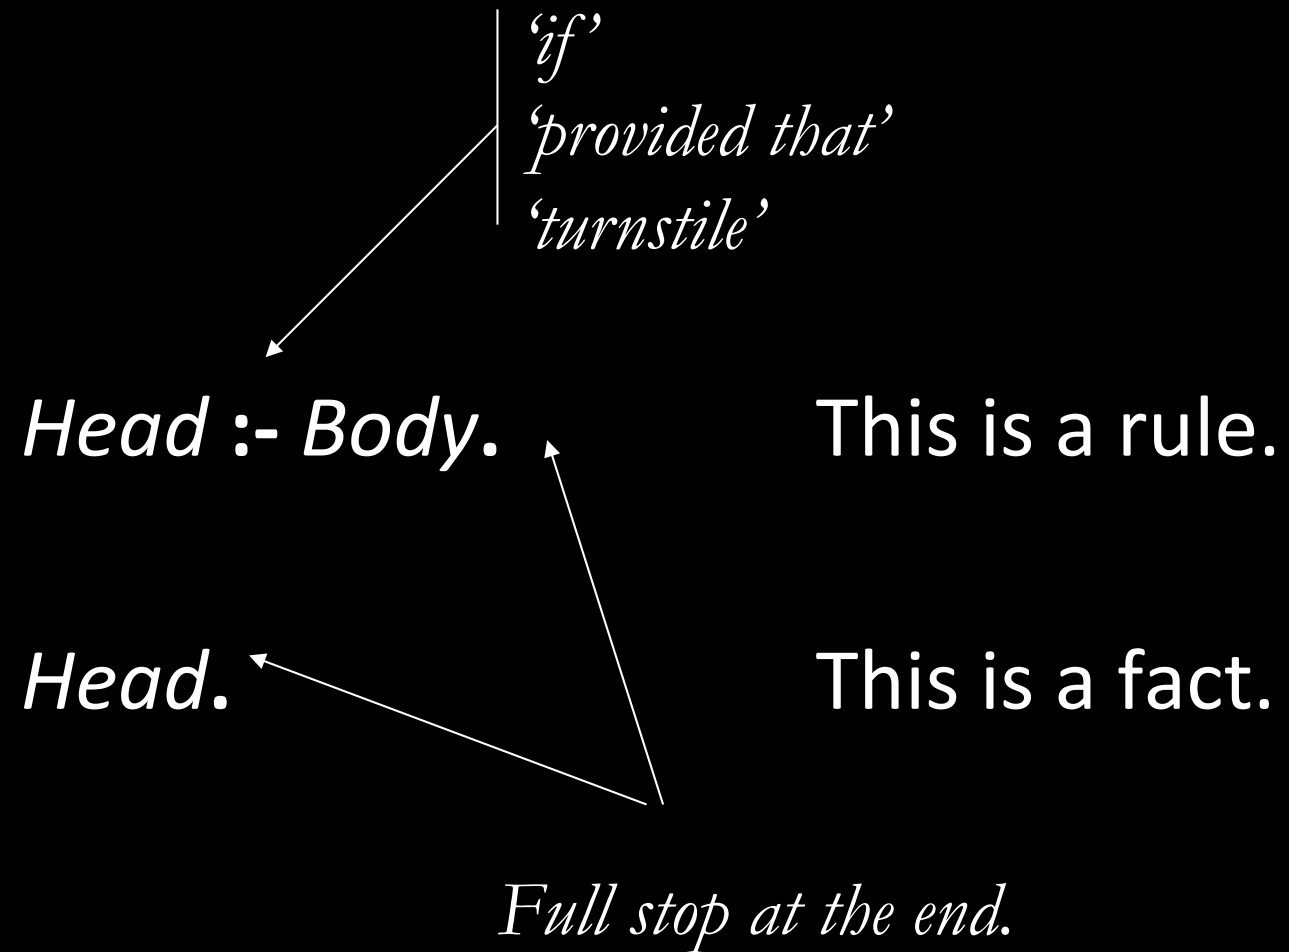 ‘if’
‘provided that’
‘turnstile’
Head :- Body. This is a rule.
Head. This is a fact.
Full stop at the end.